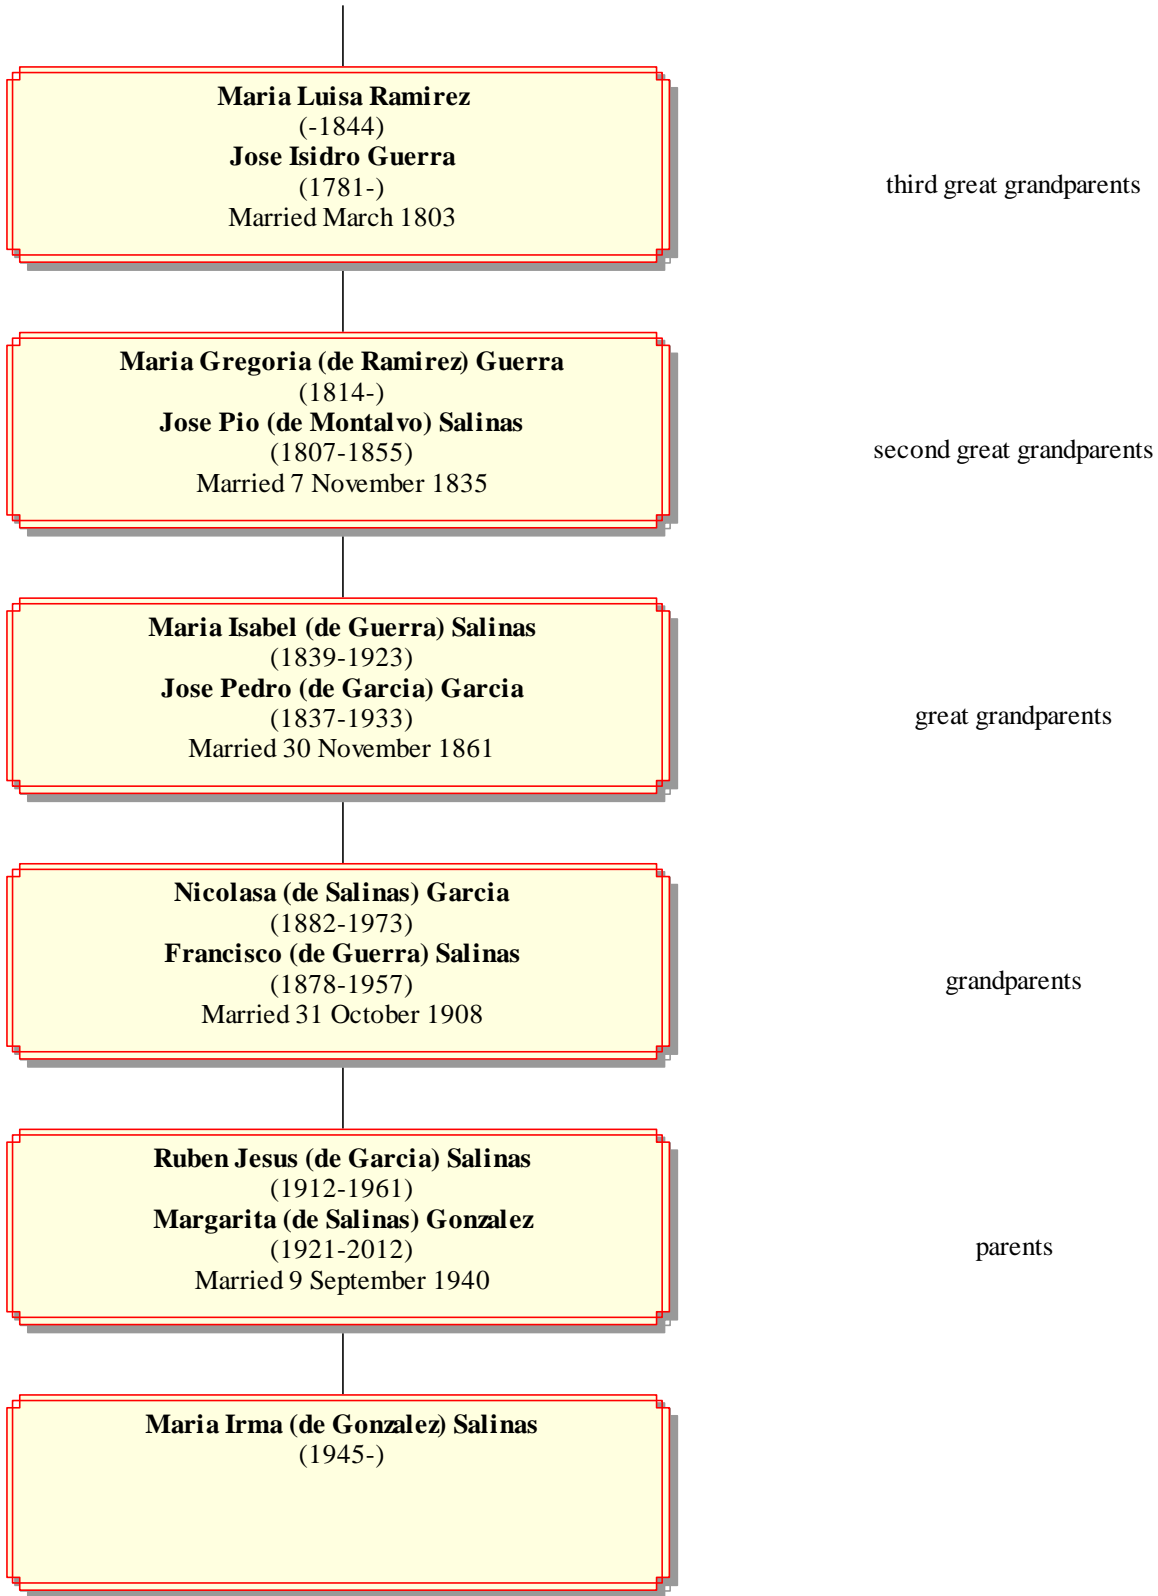 Maria Luisa Ramirez
(-1844)
Jose Isidro Guerra
(1781-)
Married March 1803
third great grandparents
Maria Gregoria (de Ramirez) Guerra
(1814-)
Jose Pio (de Montalvo) Salinas
(1807-1855)
Married 7 November 1835
second great grandparents
Maria Isabel (de Guerra) Salinas
(1839-1923)
Jose Pedro (de Garcia) Garcia
(1837-1933)
Married 30 November 1861
great grandparents
Nicolasa (de Salinas) Garcia
(1882-1973)
Francisco (de Guerra) Salinas
(1878-1957)
Married 31 October 1908
grandparents
Ruben Jesus (de Garcia) Salinas
(1912-1961)
Margarita (de Salinas) Gonzalez
(1921-2012)
Married 9 September 1940
parents
Maria Irma (de Gonzalez) Salinas
(1945-)